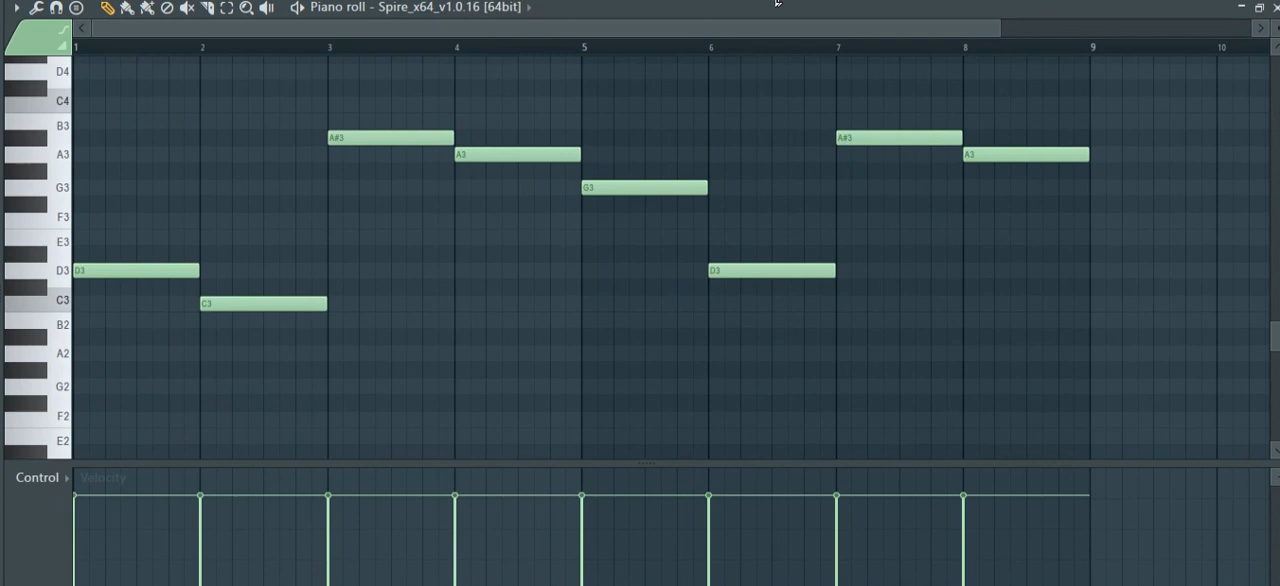 Piano roll - Spire_x64_v1.0.16 [64bit]
1 2 3 4 5 6 7 8 9 10
D4
C4
B3
A#3 A#3
A3 A3 A3
G3 G3
F3
E3
D3 D3 D3
C3 C3
B2
A2
G2
F2
E2
Control Velocity